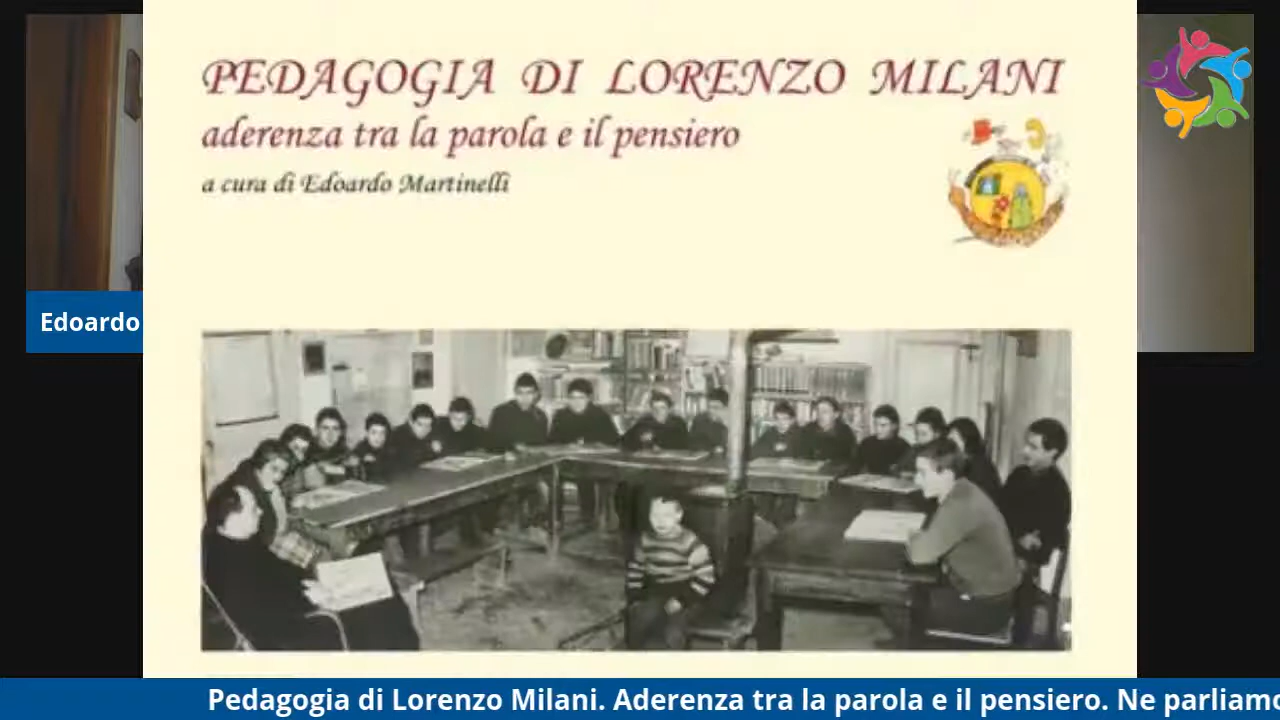 PEDAGOGIA DI LORENZO MILANI
aderenza tra la parola e il pensiero
a cura di Edoardo Martinelli
Edoardo
Pedagogia di Lorenzo Milani. Aderenza tra la parola e il pensiero. Ne parliamo